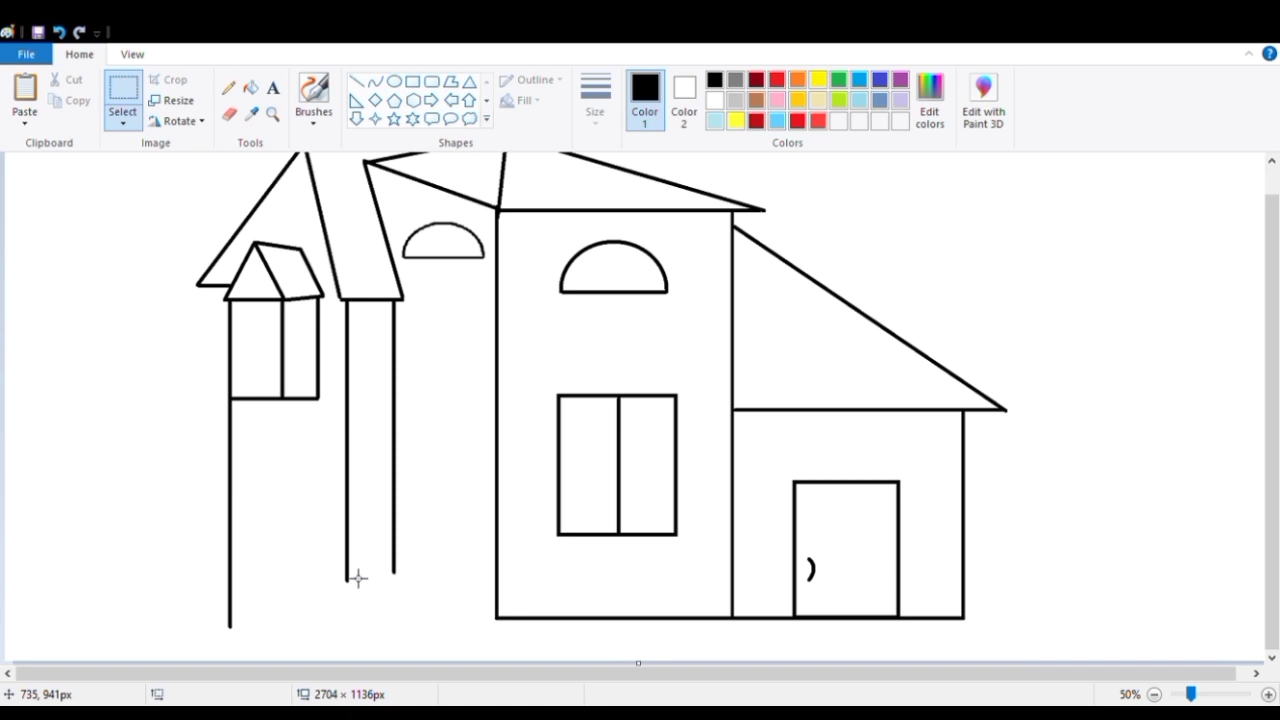 File Home View
Paste Cut Copy Select Crop Resize Rotate A Brushes Outline Fill Size Color 1 Color 2 Edit colors Edit with Paint 3D
Clipboard Image Tools Shapes Colors
735, 941px 2704 × 1136px 50%